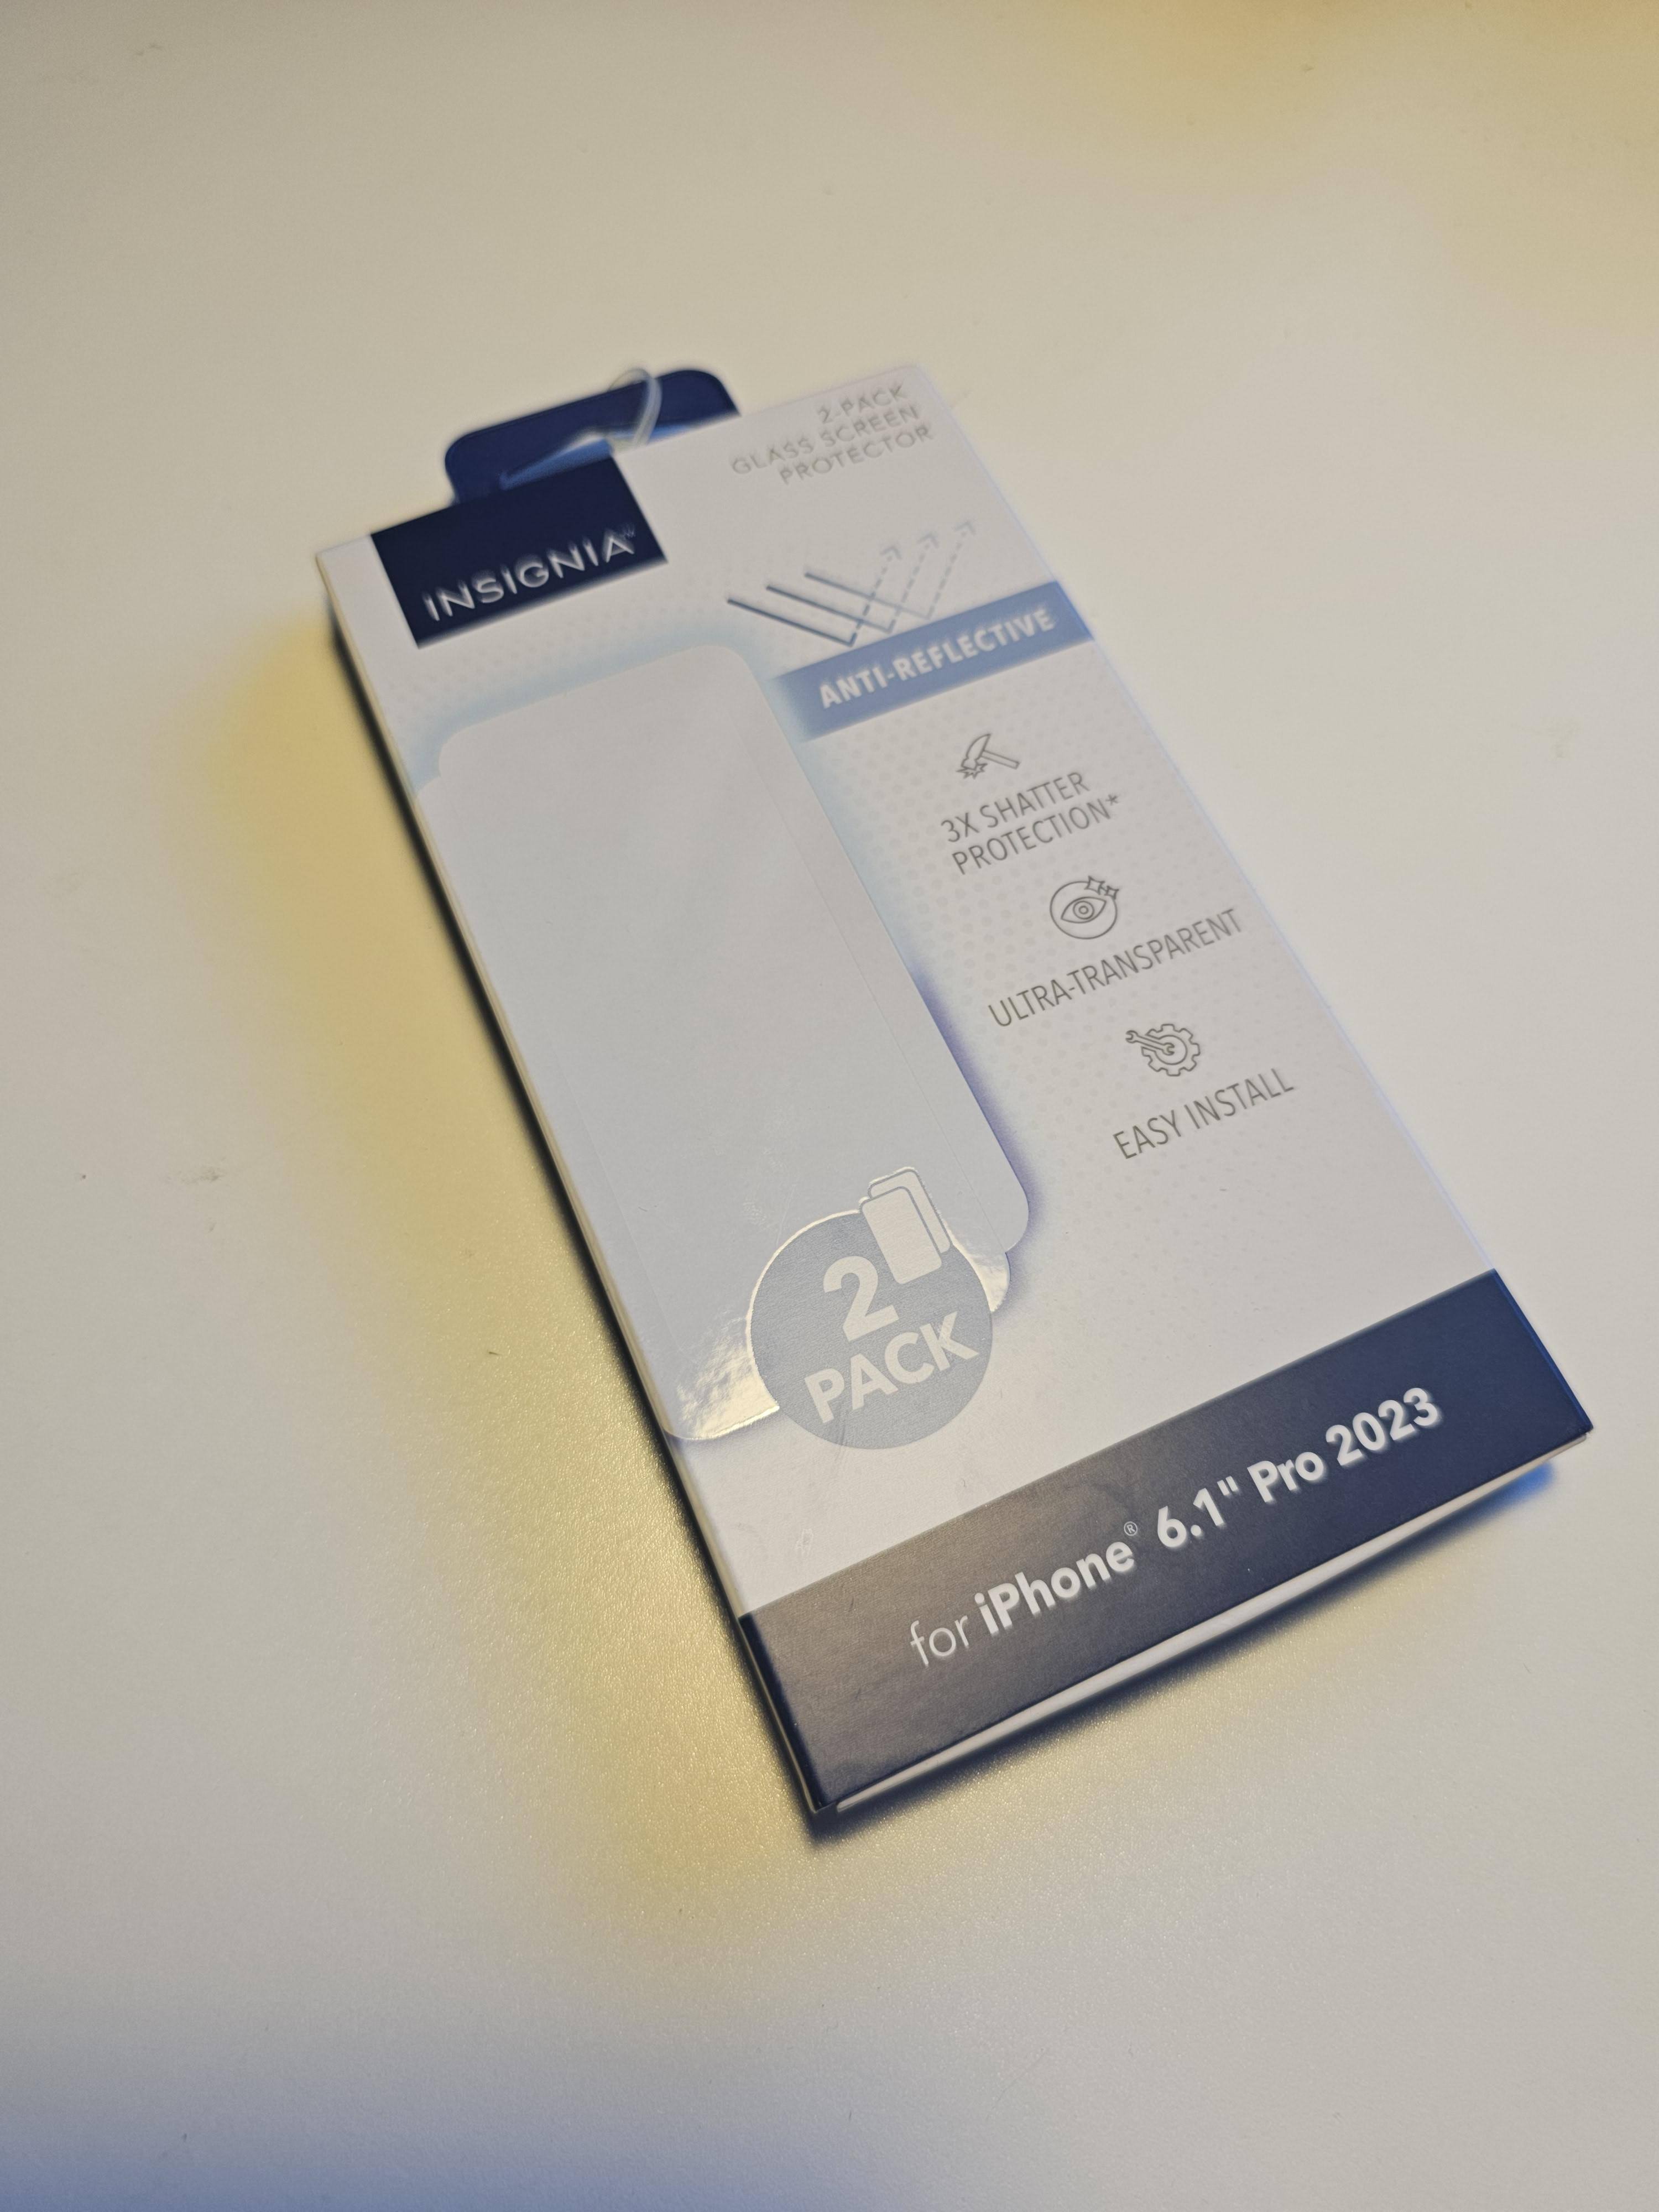 2-PACK
GLASS SCREEN
PROTECTOR
INSIGNIA™
ANTI-REFLECTIVE
3X SHATTER
PROTECTION*
ULTRA-TRANSPARENT
EASY INSTALL
2
PACK
for iPhone® 6.1" Pro 2023